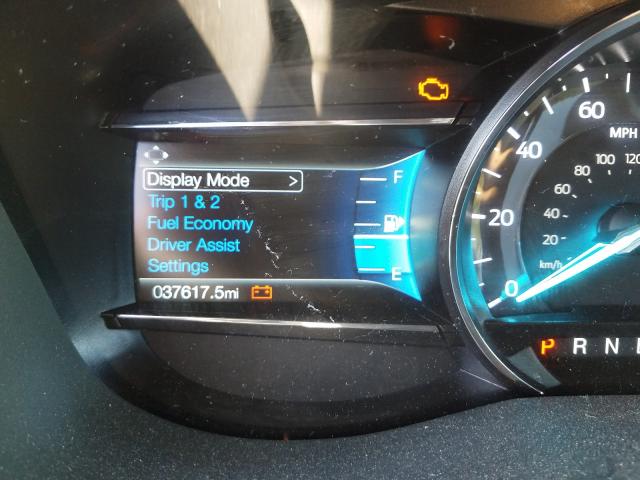 Display Mode >
Trip 1 & 2
Fuel Economy
Driver Assist
Settings
037617.5mi
F
E
60
MPH
40
20
0
120
100
80
60
40
20
km/h
P R N